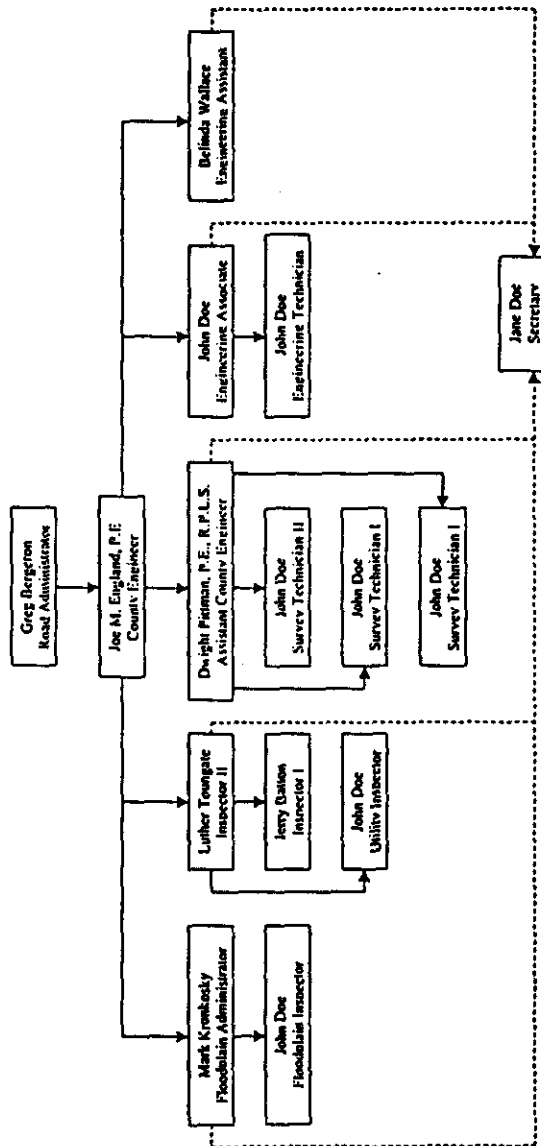 Greg Bergeron
Road Administrator
Joe M. England, P.E
County Engineer
Mark Kronkosky
Floodplain Administrator
Luther Toungate
Inspector II
Dwight Pittman, P.E., R.P.L.S.
Assistant County Engineer
John Doe
Engineering Associate
Belinda Wallace
Engineering Assistant
John Doe
Floodplain Inspector
Jerry Batton
Inspector I
John Doe
Survey Technician II
John Doe
Engineering Technician
John Doe
Utility Inspector
John Doe
Survey Technician I
John Doe
Survey Technician I
Jane Doe
Secretary